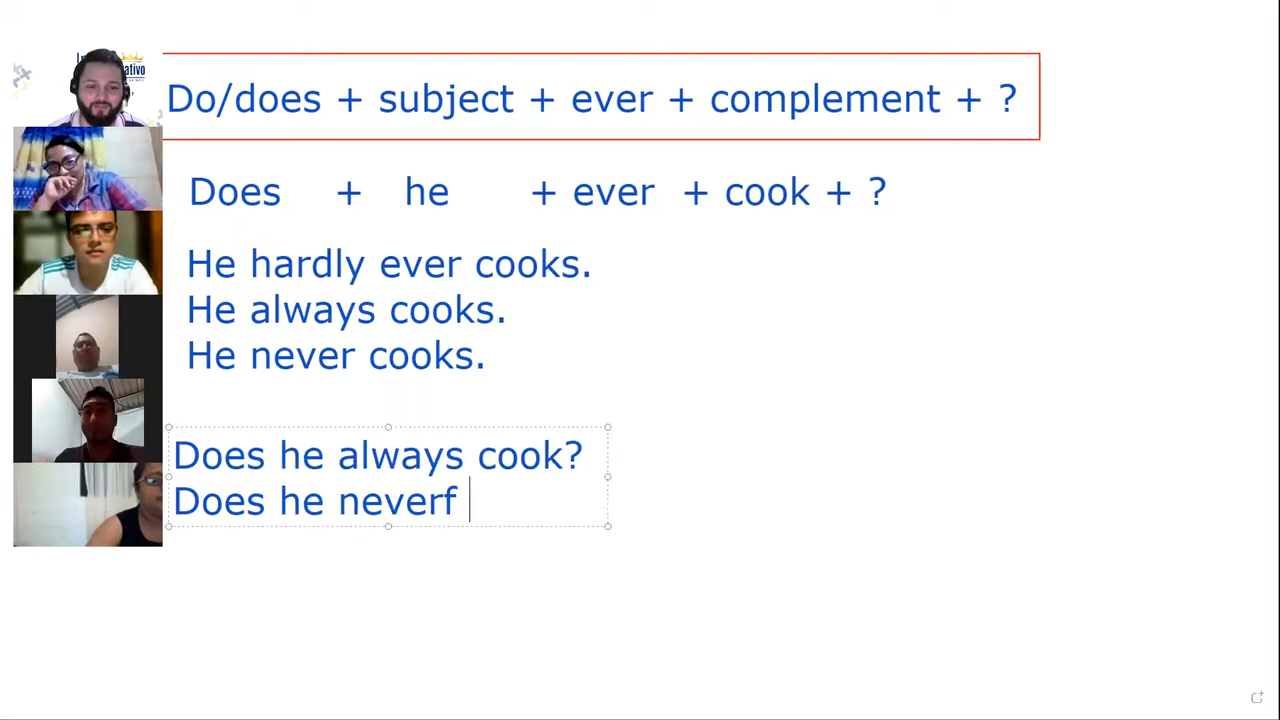 Do/does + subject + ever + complement + ?
Does + he + ever + cook + ?
He hardly ever cooks.
He always cooks.
He never cooks.
Does he always cook?
Does he neverf